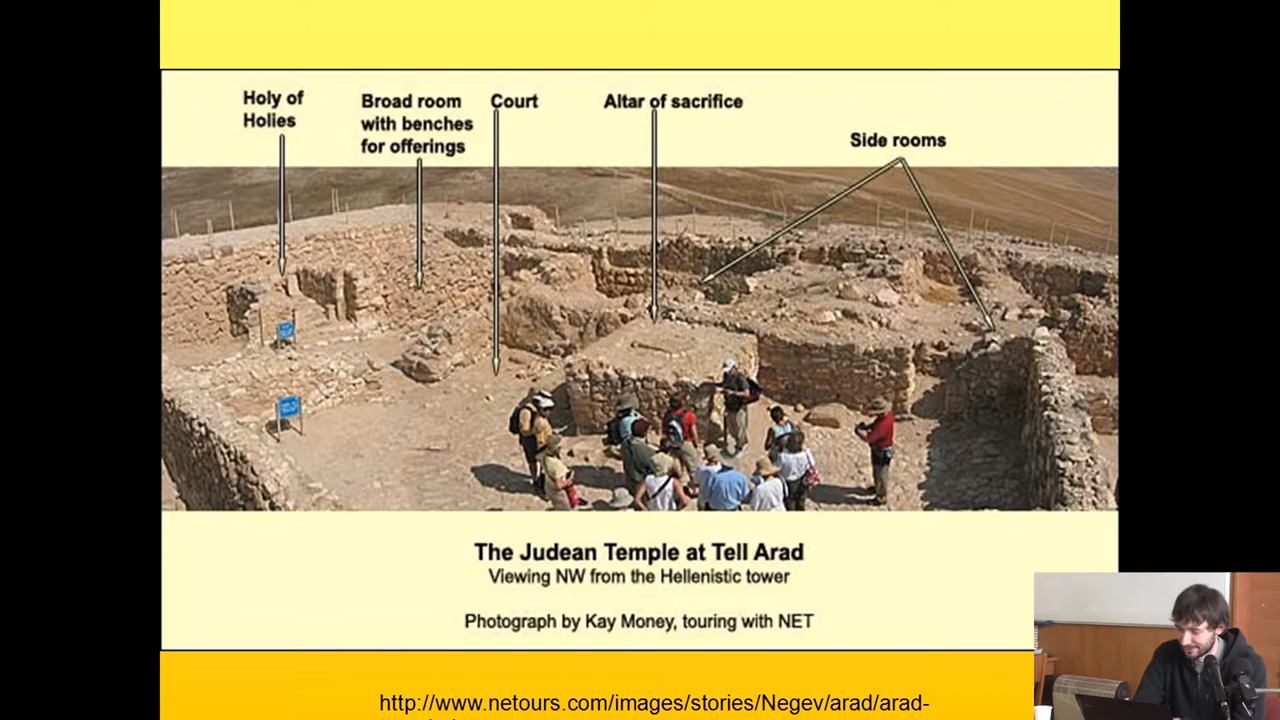 Holy of
Holies
Broad room
with benches
for offerings
Court
Altar of sacrifice
Side rooms
The Judean Temple at Tell Arad
Viewing NW from the Hellenistic tower
Photograph by Kay Money, touring with NET
http://www.netours.com/images/stories/Negev/arad/arad-